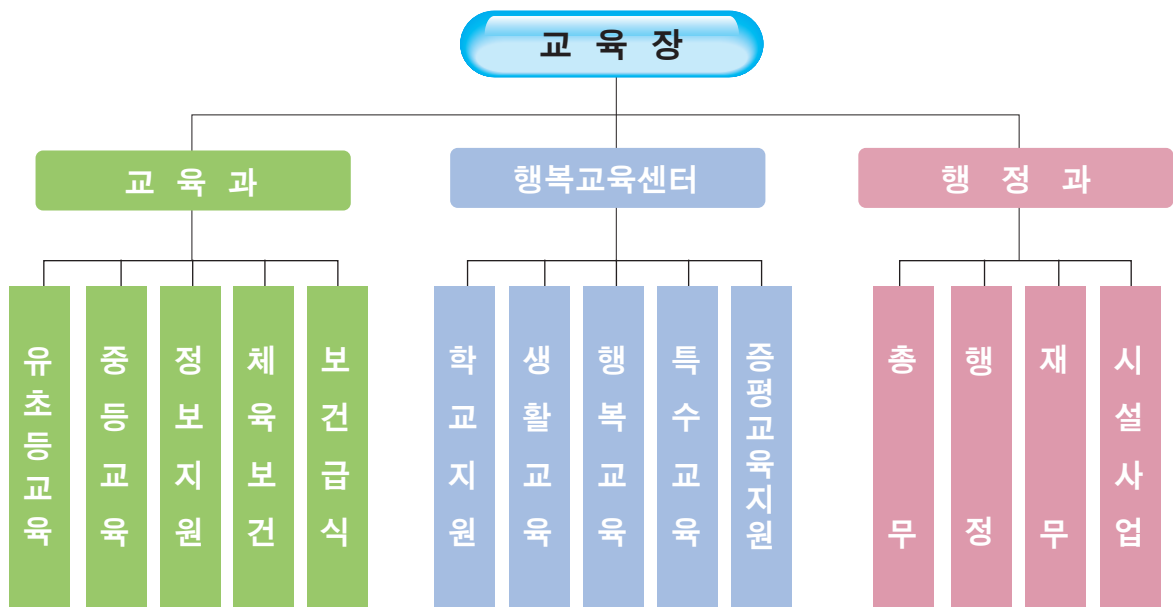 교 육 장
교 육 과
행복교육센터
행 정 과
유초등교육
중등교육
정보지원
체육보건
보건급식
학교지원
생활교육
행복교육
특수교육
증평교육지원
총무
행정
재무
시설사업